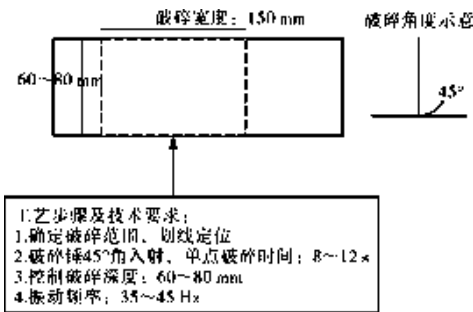 破碎宽度：150 mm
破碎角度示意
60～80 mm
45°
工艺步骤及技术要求：
1.确定破碎范围、划线定位
2.破碎锤45°角入射、单点破碎时间：8～12 s
3.控制破碎深度：60～80 mm
4.振动频率：35～45 Hz